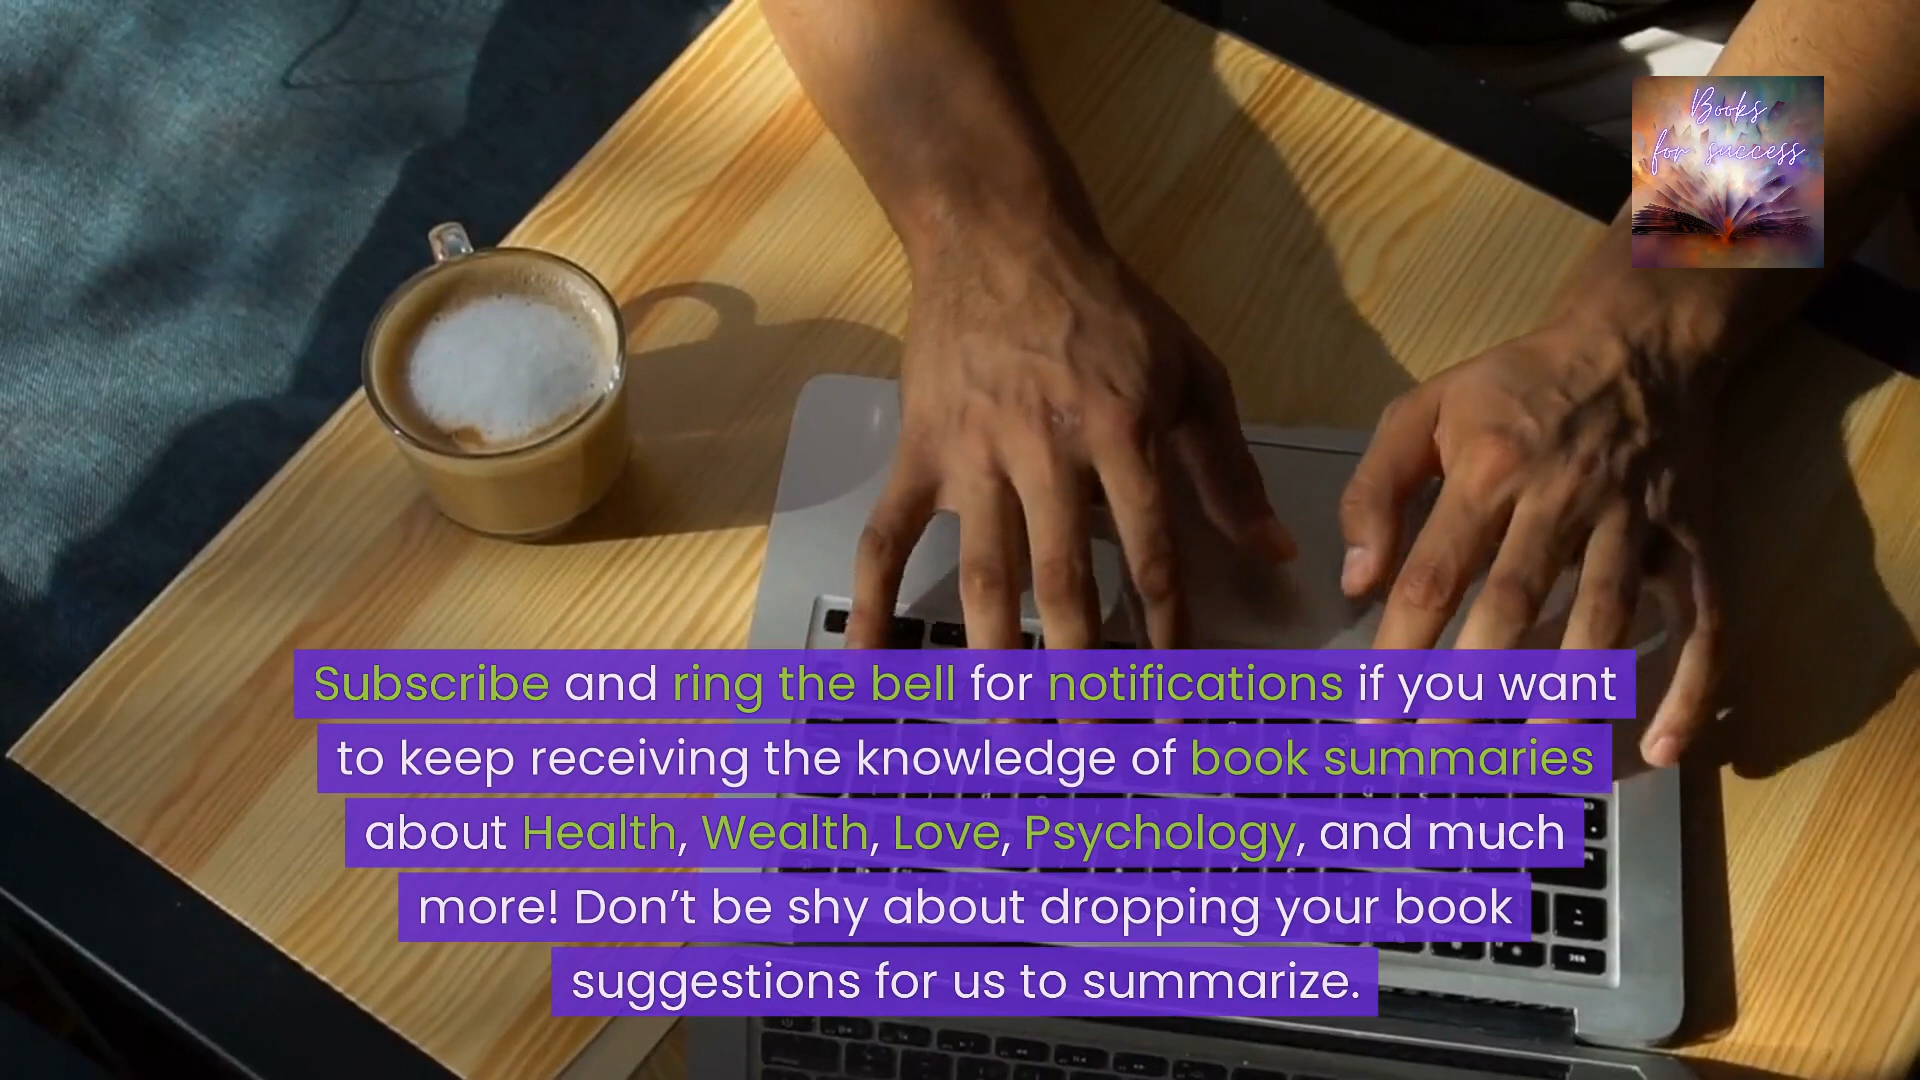 Books
for success
Subscribe and ring the bell for notifications if you want
to keep receiving the knowledge of book summaries
about Health, Wealth, Love, Psychology, and much
more! Don’t be shy about dropping your book
suggestions for us to summarize.